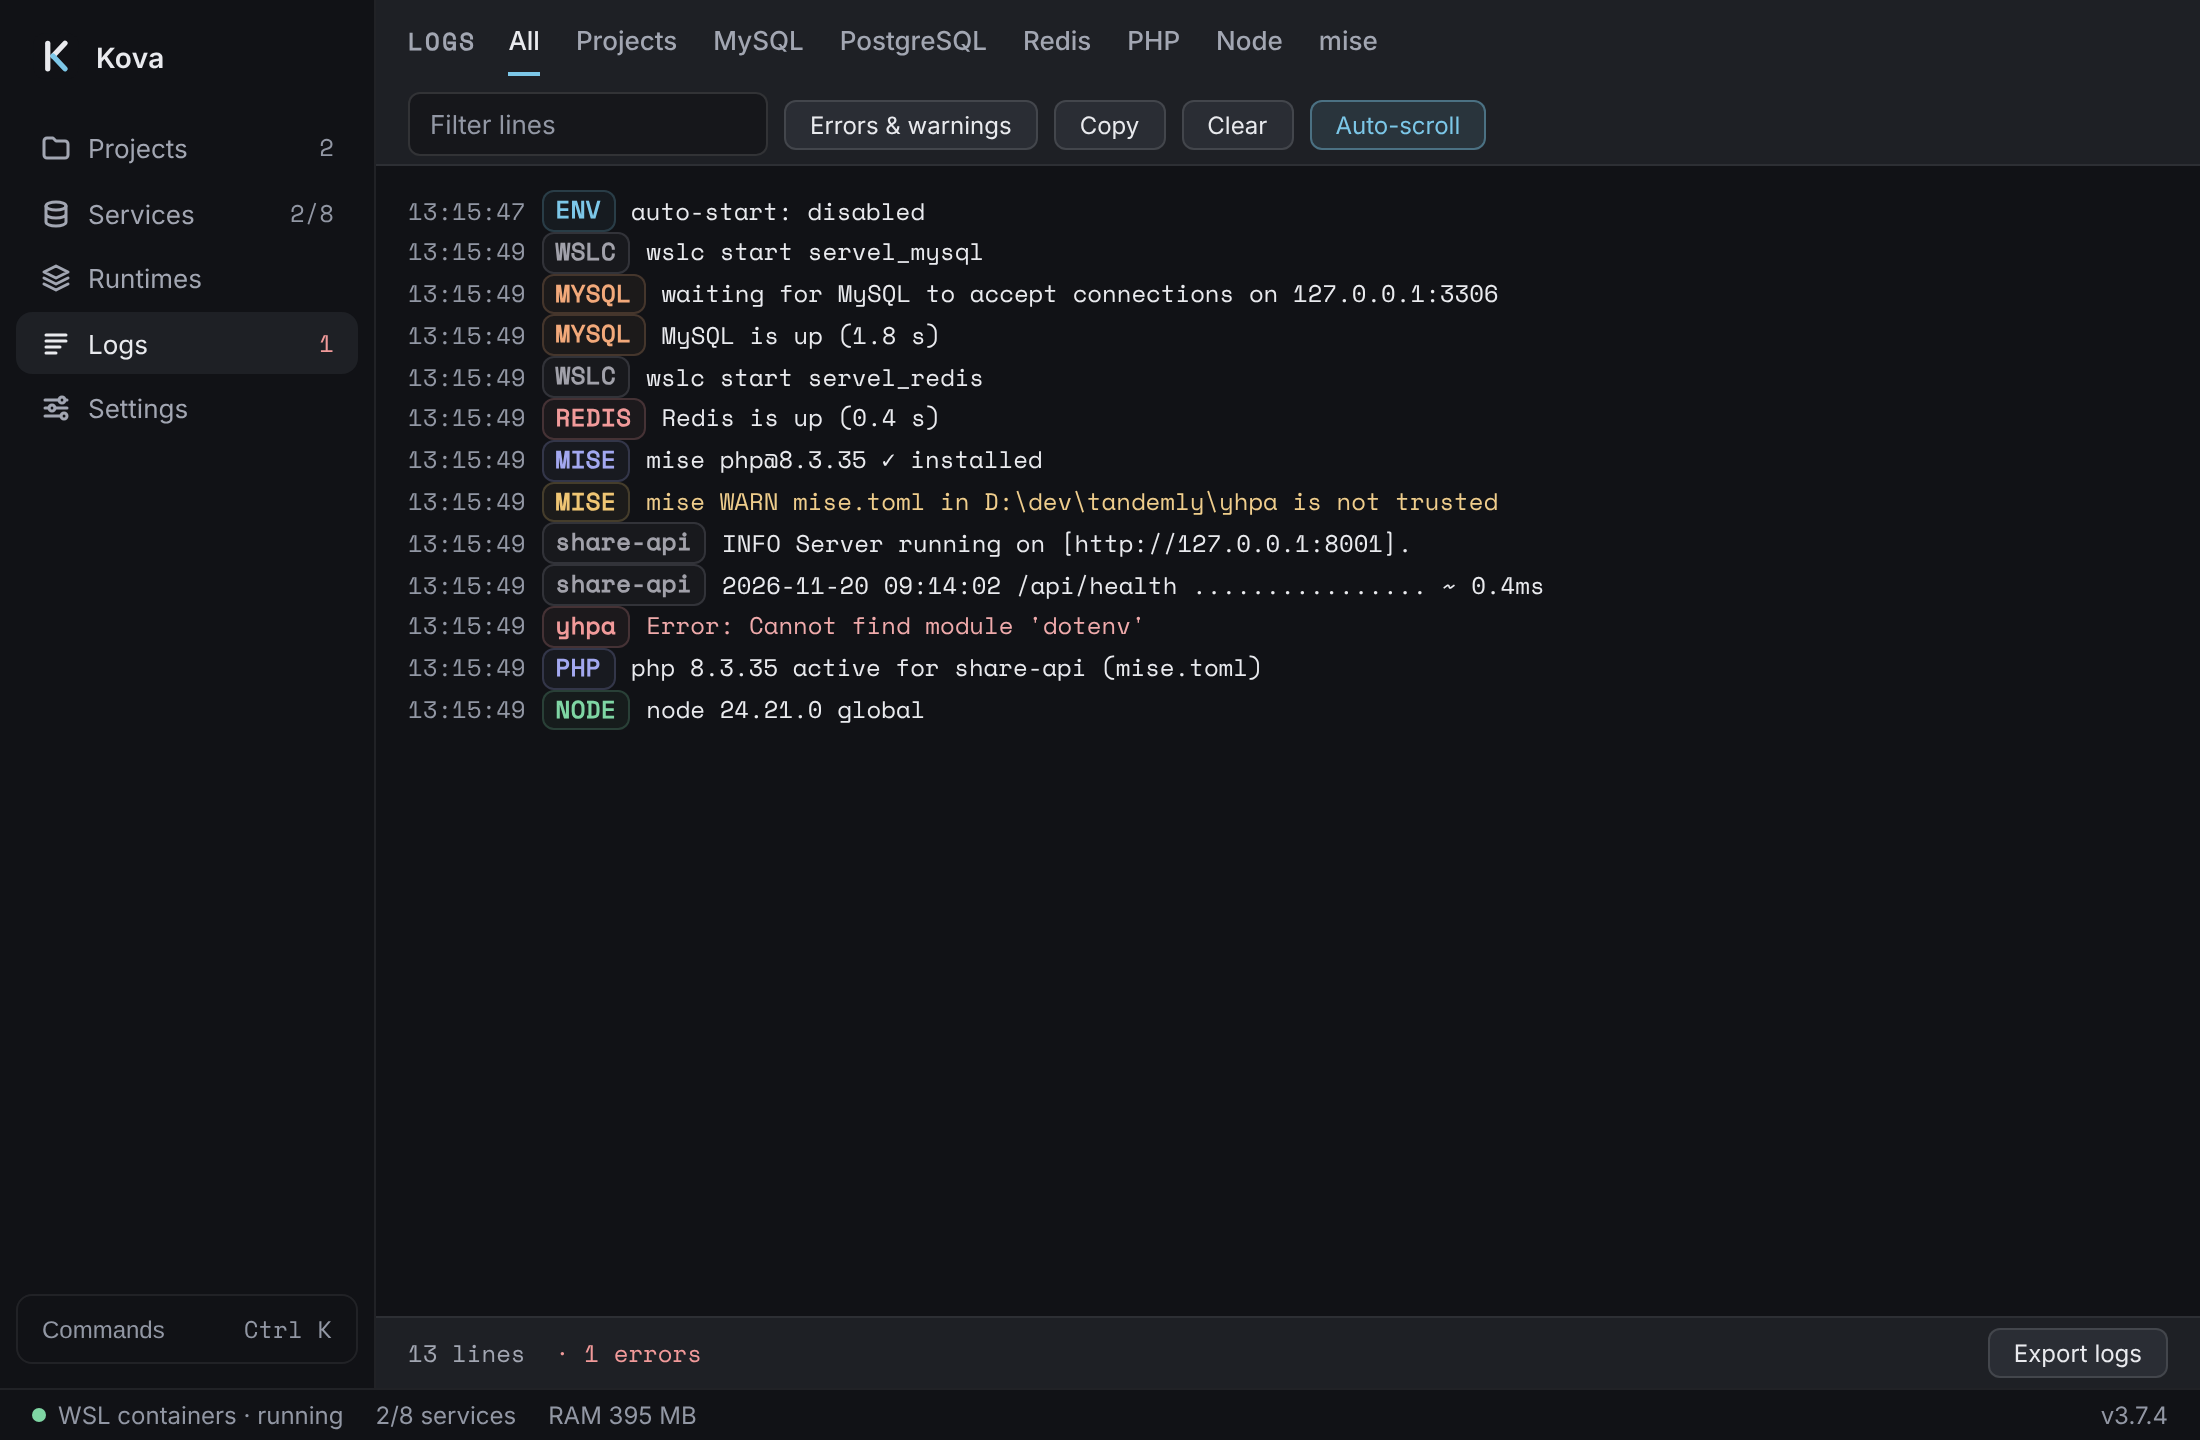 Kova
Projects 2
Services 2/8
Runtimes
Logs 1
Settings
Commands Ctrl K
LOGS All Projects MySQL PostgreSQL Redis PHP Node mise
Filter lines Errors & warnings Copy Clear Auto-scroll
13:15:47 ENV auto-start: disabled
13:15:49 WSLC wslc start servel_mysql
13:15:49 MYSQL waiting for MySQL to accept connections on 127.0.0.1:3306
13:15:49 MYSQL MySQL is up (1.8 s)
13:15:49 WSLC wslc start servel_redis
13:15:49 REDIS Redis is up (0.4 s)
13:15:49 MISE mise php@8.3.35 ✓ installed
13:15:49 MISE mise WARN mise.toml in D:\dev\tandemly\yhpa is not trusted
13:15:49 share-api INFO Server running on [http://127.0.0.1:8001].
13:15:49 share-api 2026-11-20 09:14:02 /api/health ................ ~ 0.4ms
13:15:49 yhpa Error: Cannot find module 'dotenv'
13:15:49 PHP php 8.3.35 active for share-api (mise.toml)
13:15:49 NODE node 24.21.0 global
13 lines · 1 errors Export logs
WSL containers · running 2/8 services RAM 395 MB v3.7.4